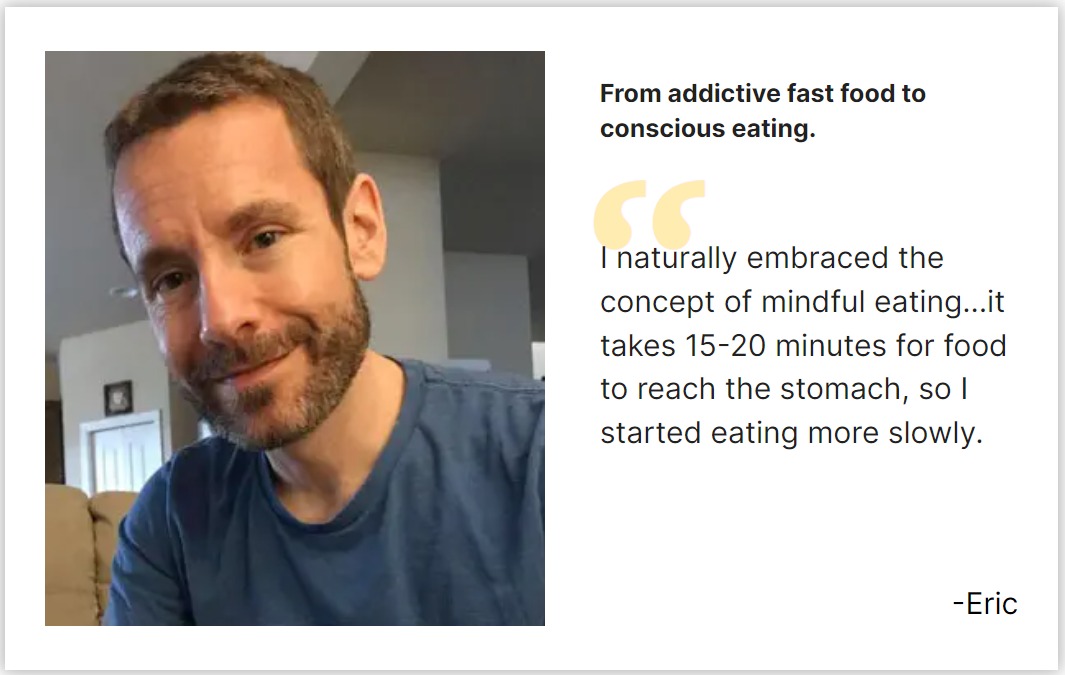 From addictive fast food to
conscious eating.
“
I naturally embraced the
concept of mindful eating...it
takes 15-20 minutes for food
to reach the stomach, so I
started eating more slowly.
-Eric